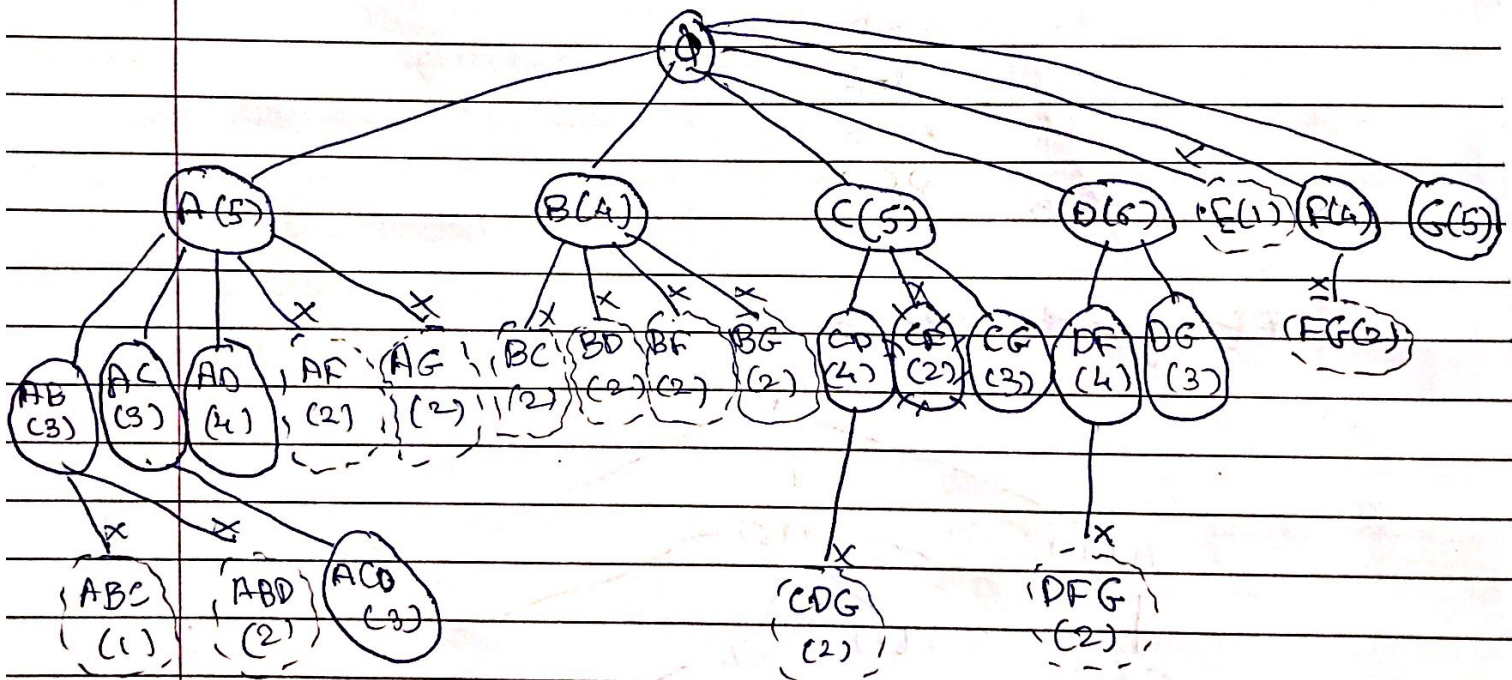 Φ
A(5) B(4) C(5) D(6) E(1) F(4) G(5)
x
AB (3) AC (3) AD (4) AF (2) AG (2) BC (2) BD (2) BF (2) BG (2) CD (4) CF (2) CG (3) DF (4) DG (3) FG(2)
x x x x x x x x
ABC (1) ABD (2) ACD (3) CDG (2) DFG (2)
x x x x